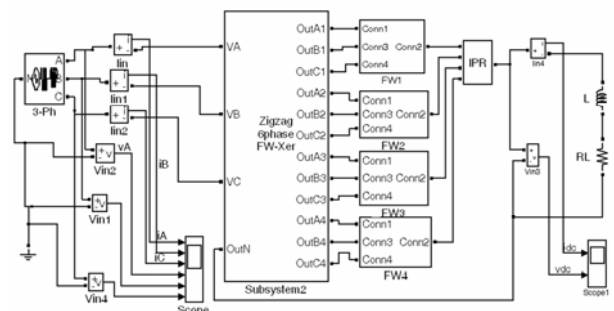 A
B
C
N
3-Ph
Iin
Iin1
Iin2
Vin2
Vin1
Vin4
vA
iB
iA
iC
Scope
VA
VB
VC
OutN
Zigzag
6phase
FW-Xer
Subsystem2
OutA1
OutB1
OutC1
OutA2
OutB2
OutC2
OutA3
OutB3
OutC3
OutA4
OutB4
OutC4
Conn1
Conn3 Conn2
Conn4
FW1
Conn1
Conn3 Conn2
Conn4
FW2
Conn1
Conn3 Conn2
Conn4
FW3
Conn1
Conn3 Conn2
Conn4
FW4
IPR
Iin4
Vin3
L
RL
idc
vdc
Scope1